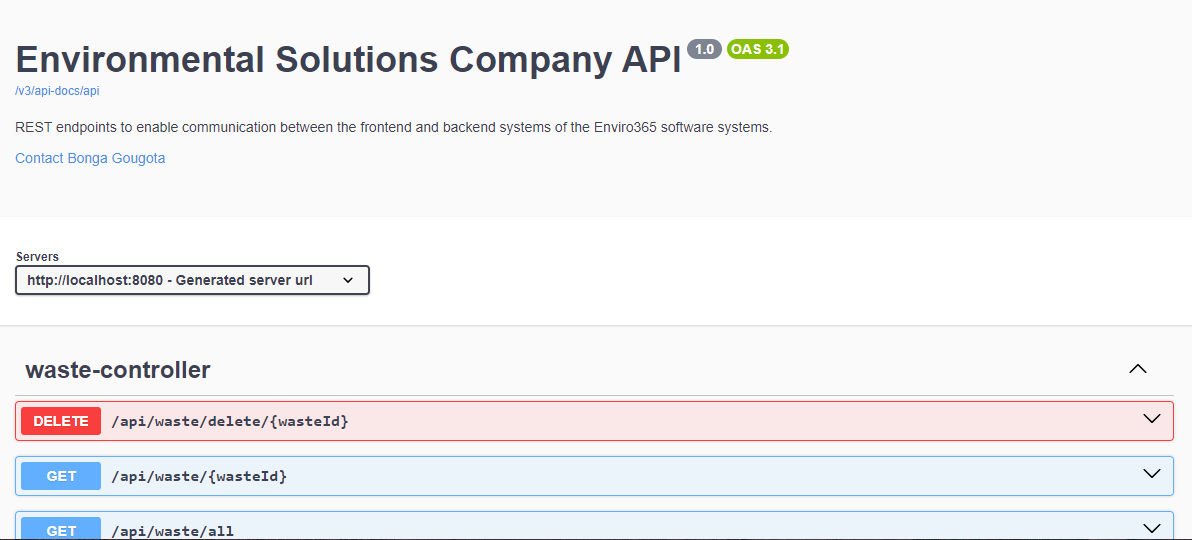 Environmental Solutions Company API 1.0 OAS 3.1
/v3/api-docs/api
REST endpoints to enable communication between the frontend and backend systems of the Enviro365 software systems.
Contact Bonga Gougota
Servers
http://localhost:8080 - Generated server url
waste-controller
DELETE /api/waste/delete/{wasteId}
GET /api/waste/{wasteId}
GET /api/waste/all